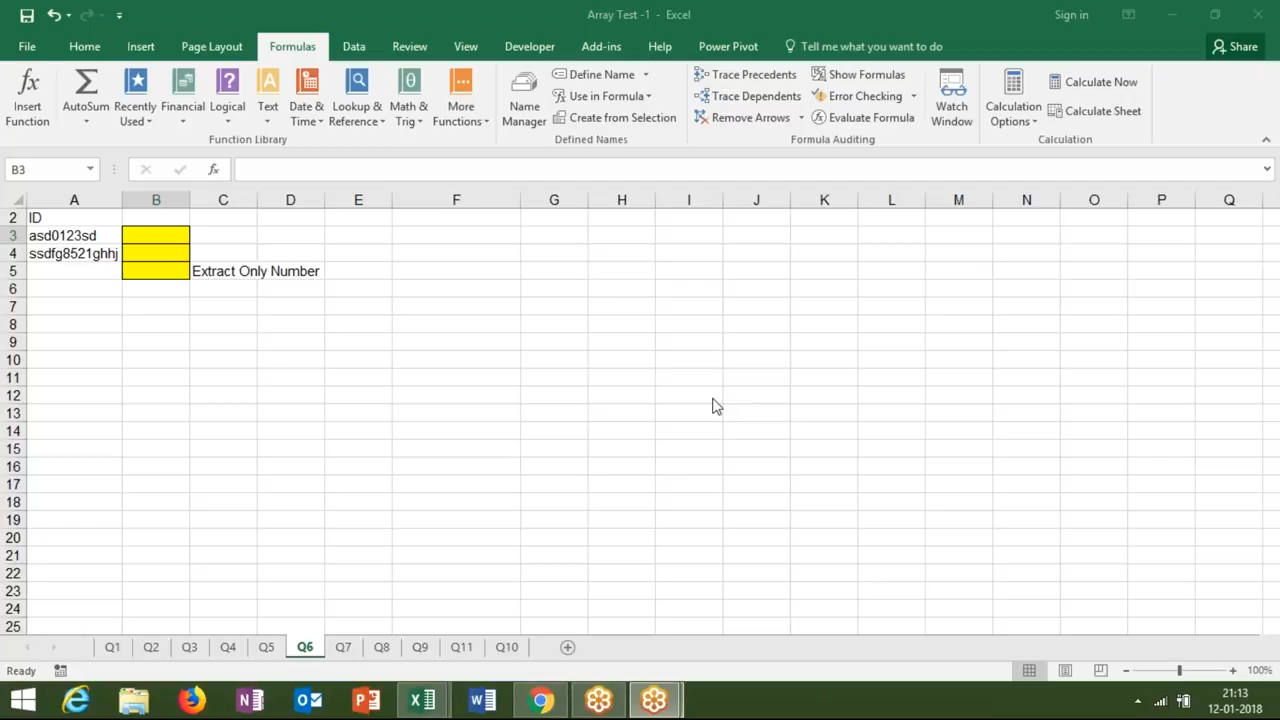 Array Test -1 - Excel
Sign in
File Home Insert Page Layout Formulas Data Review View Developer Add-ins Help Power Pivot Tell me what you want to do Share
Insert Function
AutoSum
Recently Used
Financial
Logical
Text
Date & Time
Lookup & Reference
Math & Trig
More Functions
Function Library
Name Manager
Define Name
Use in Formula
Create from Selection
Defined Names
Trace Precedents
Trace Dependents
Remove Arrows
Show Formulas
Error Checking
Evaluate Formula
Formula Auditing
Watch Window
Calculation Options
Calculate Now
Calculate Sheet
Calculation
B3 fx
A B C D E F G H I J K L M N O P Q
2 ID
3 asd0123sd
4 ssdfg8521ghhj
5 Extract Only Number
6
7
8
9
10
11
12
13
14
15
16
17
18
19
20
21
22
23
24
25
Q1 Q2 Q3 Q4 Q5 Q6 Q7 Q8 Q9 Q11 Q10
Ready 100%
21:13
12-01-2018